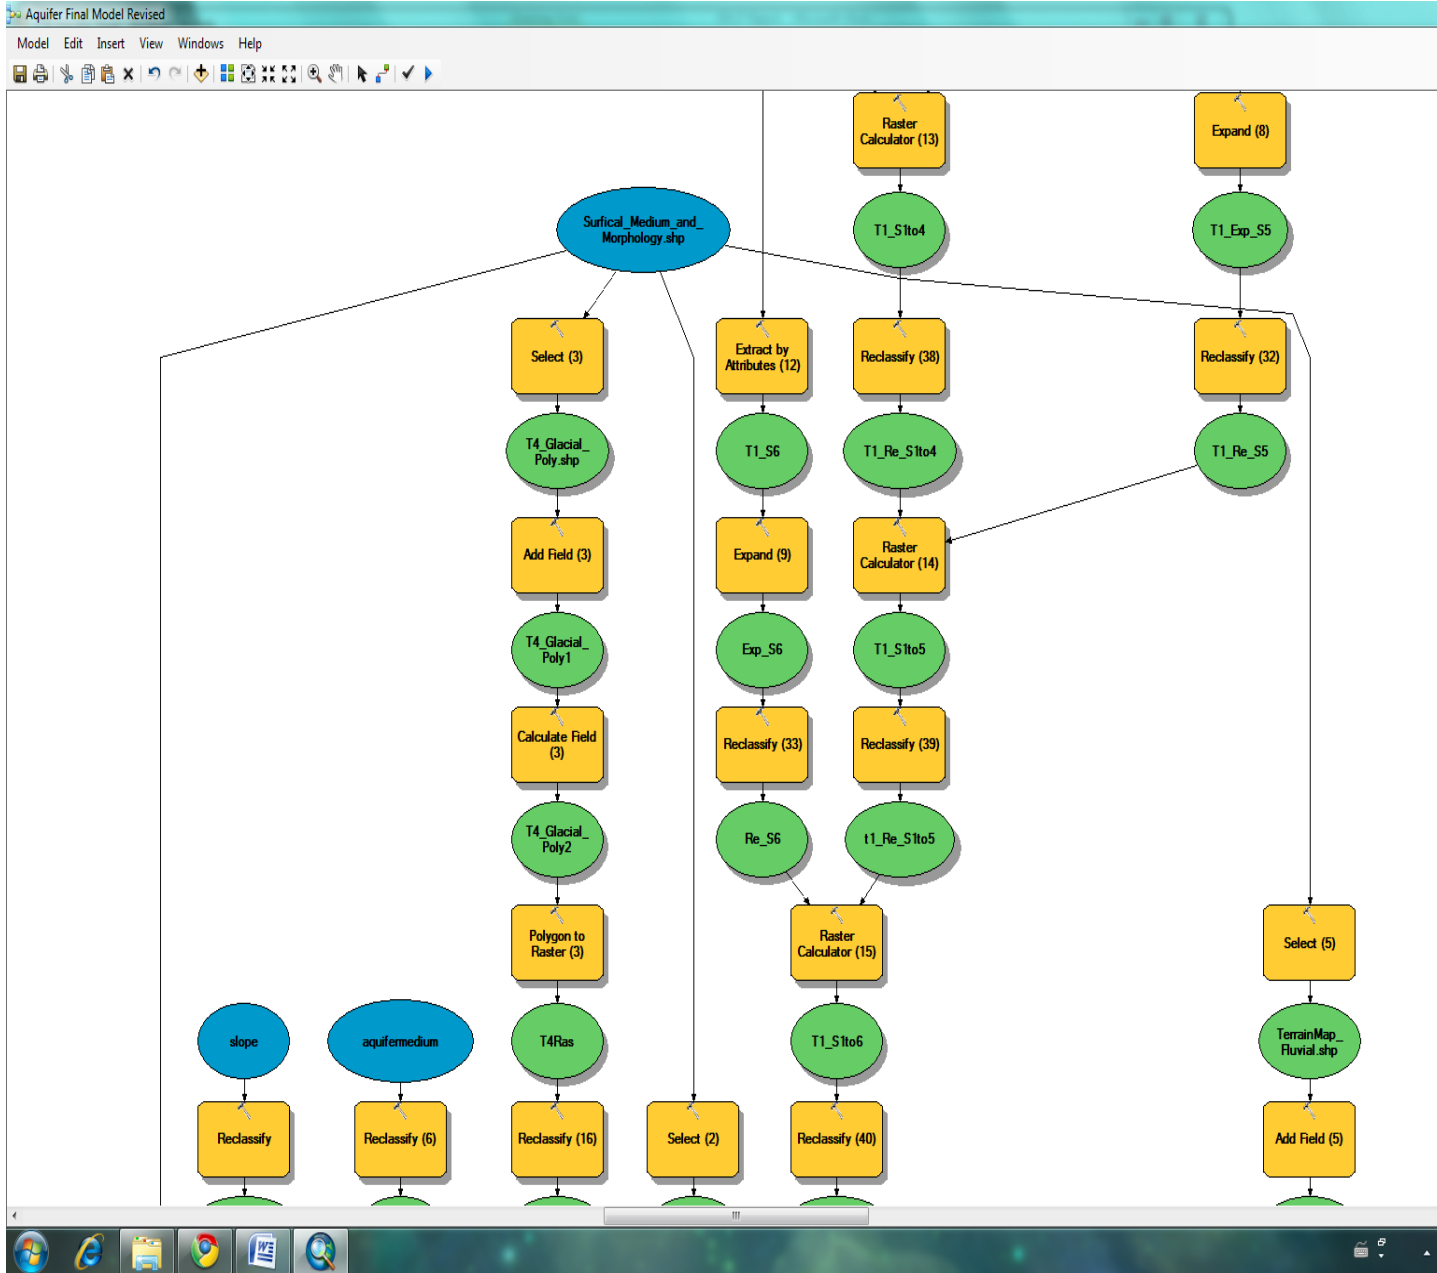 Aquifer Final Model Revised
Model Edit Insert View Windows Help
Raster
Calculator (13)
Expand (8)
Surfical_Medium_and_
Morphology.shp
T1_S1to4
T1_Exp_S5
Select (3)
Extract by
Attributes (12)
Reclassify (38)
Reclassify (32)
T4_Glacial_
Poly.shp
T1_S6
T1_Re_S1to4
T1_Re_S5
Add Field (3)
Expand (9)
Raster
Calculator (14)
T4_Glacial_
Poly1
Exp_S6
T1_S1to5
Calculate Field
(3)
Reclassify (33)
Reclassify (39)
T4_Glacial_
Poly2
Re_S6
t1_Re_S1to5
Polygon to
Raster (3)
Raster
Calculator (15)
Select (5)
slope
aquifermedium
T4Ras
T1_S1to6
TerrainMap_
Fluvial.shp
Reclassify
Reclassify (6)
Reclassify (16)
Select (2)
Reclassify (40)
Add Field (5)